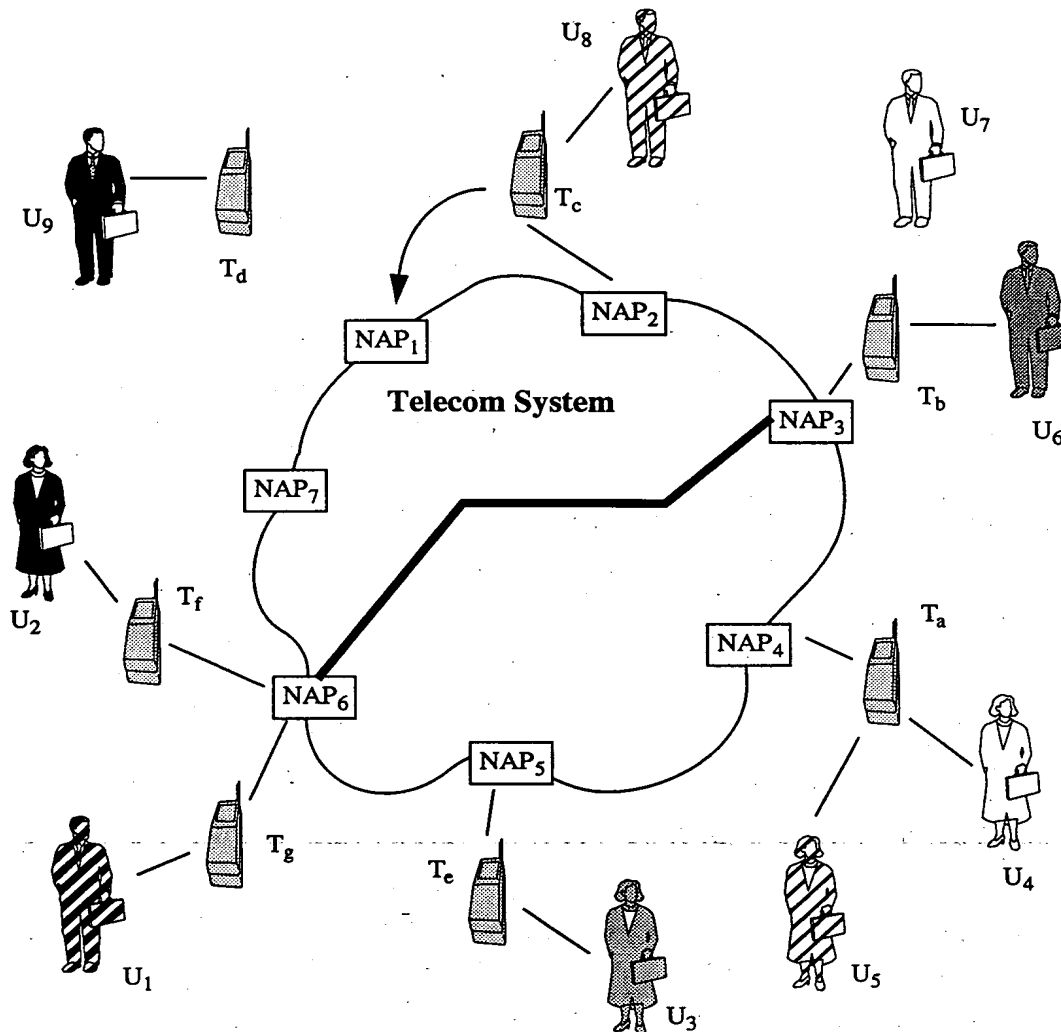 U8
U7
U9
Td
Tc
NAP1
NAP2
Tb
U6
Telecom System
NAP3
NAP7
U2
Tf
NAP4
Ta
NAP6
NAP5
Tg
Te
U4
U1
U3
U5